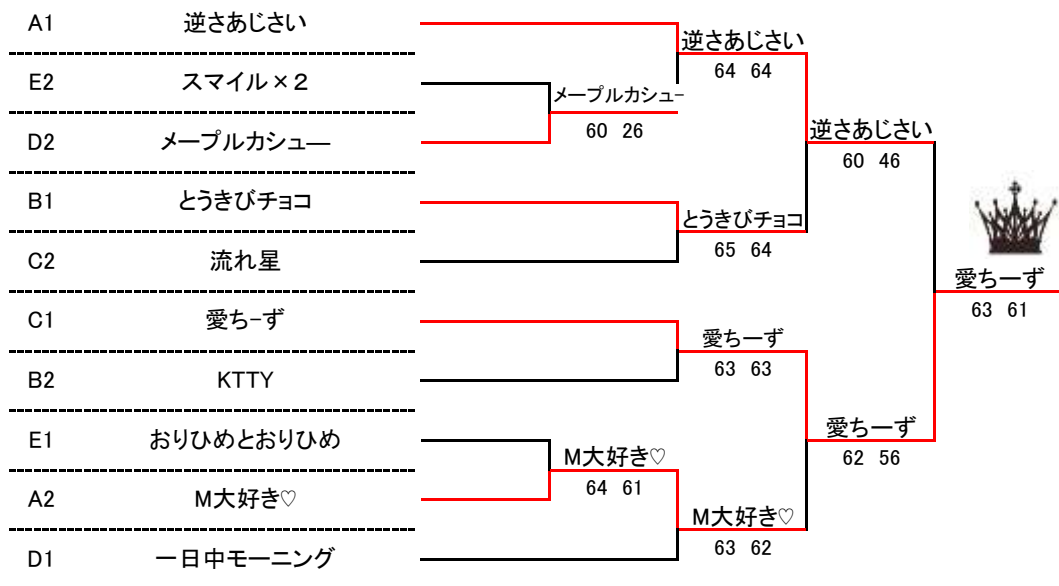 A1 逆さあじさい
逆さあじさい
64 64
E2 スマイル×2
メープルカシュ-
60 26
D2 メープルカシュ―
逆さあじさい
60 46
B1 とうきびチョコ
とうきびチョコ
65 64
C2 流れ星
愛ちーず
63 61
C1 愛ち-ず
愛ちーず
63 63
B2 KTTY
愛ちーず
62 56
E1 おりひめとおりひめ
M大好き♡
64 61
A2 M大好き♡
M大好き♡
63 62
D1 一日中モーニング